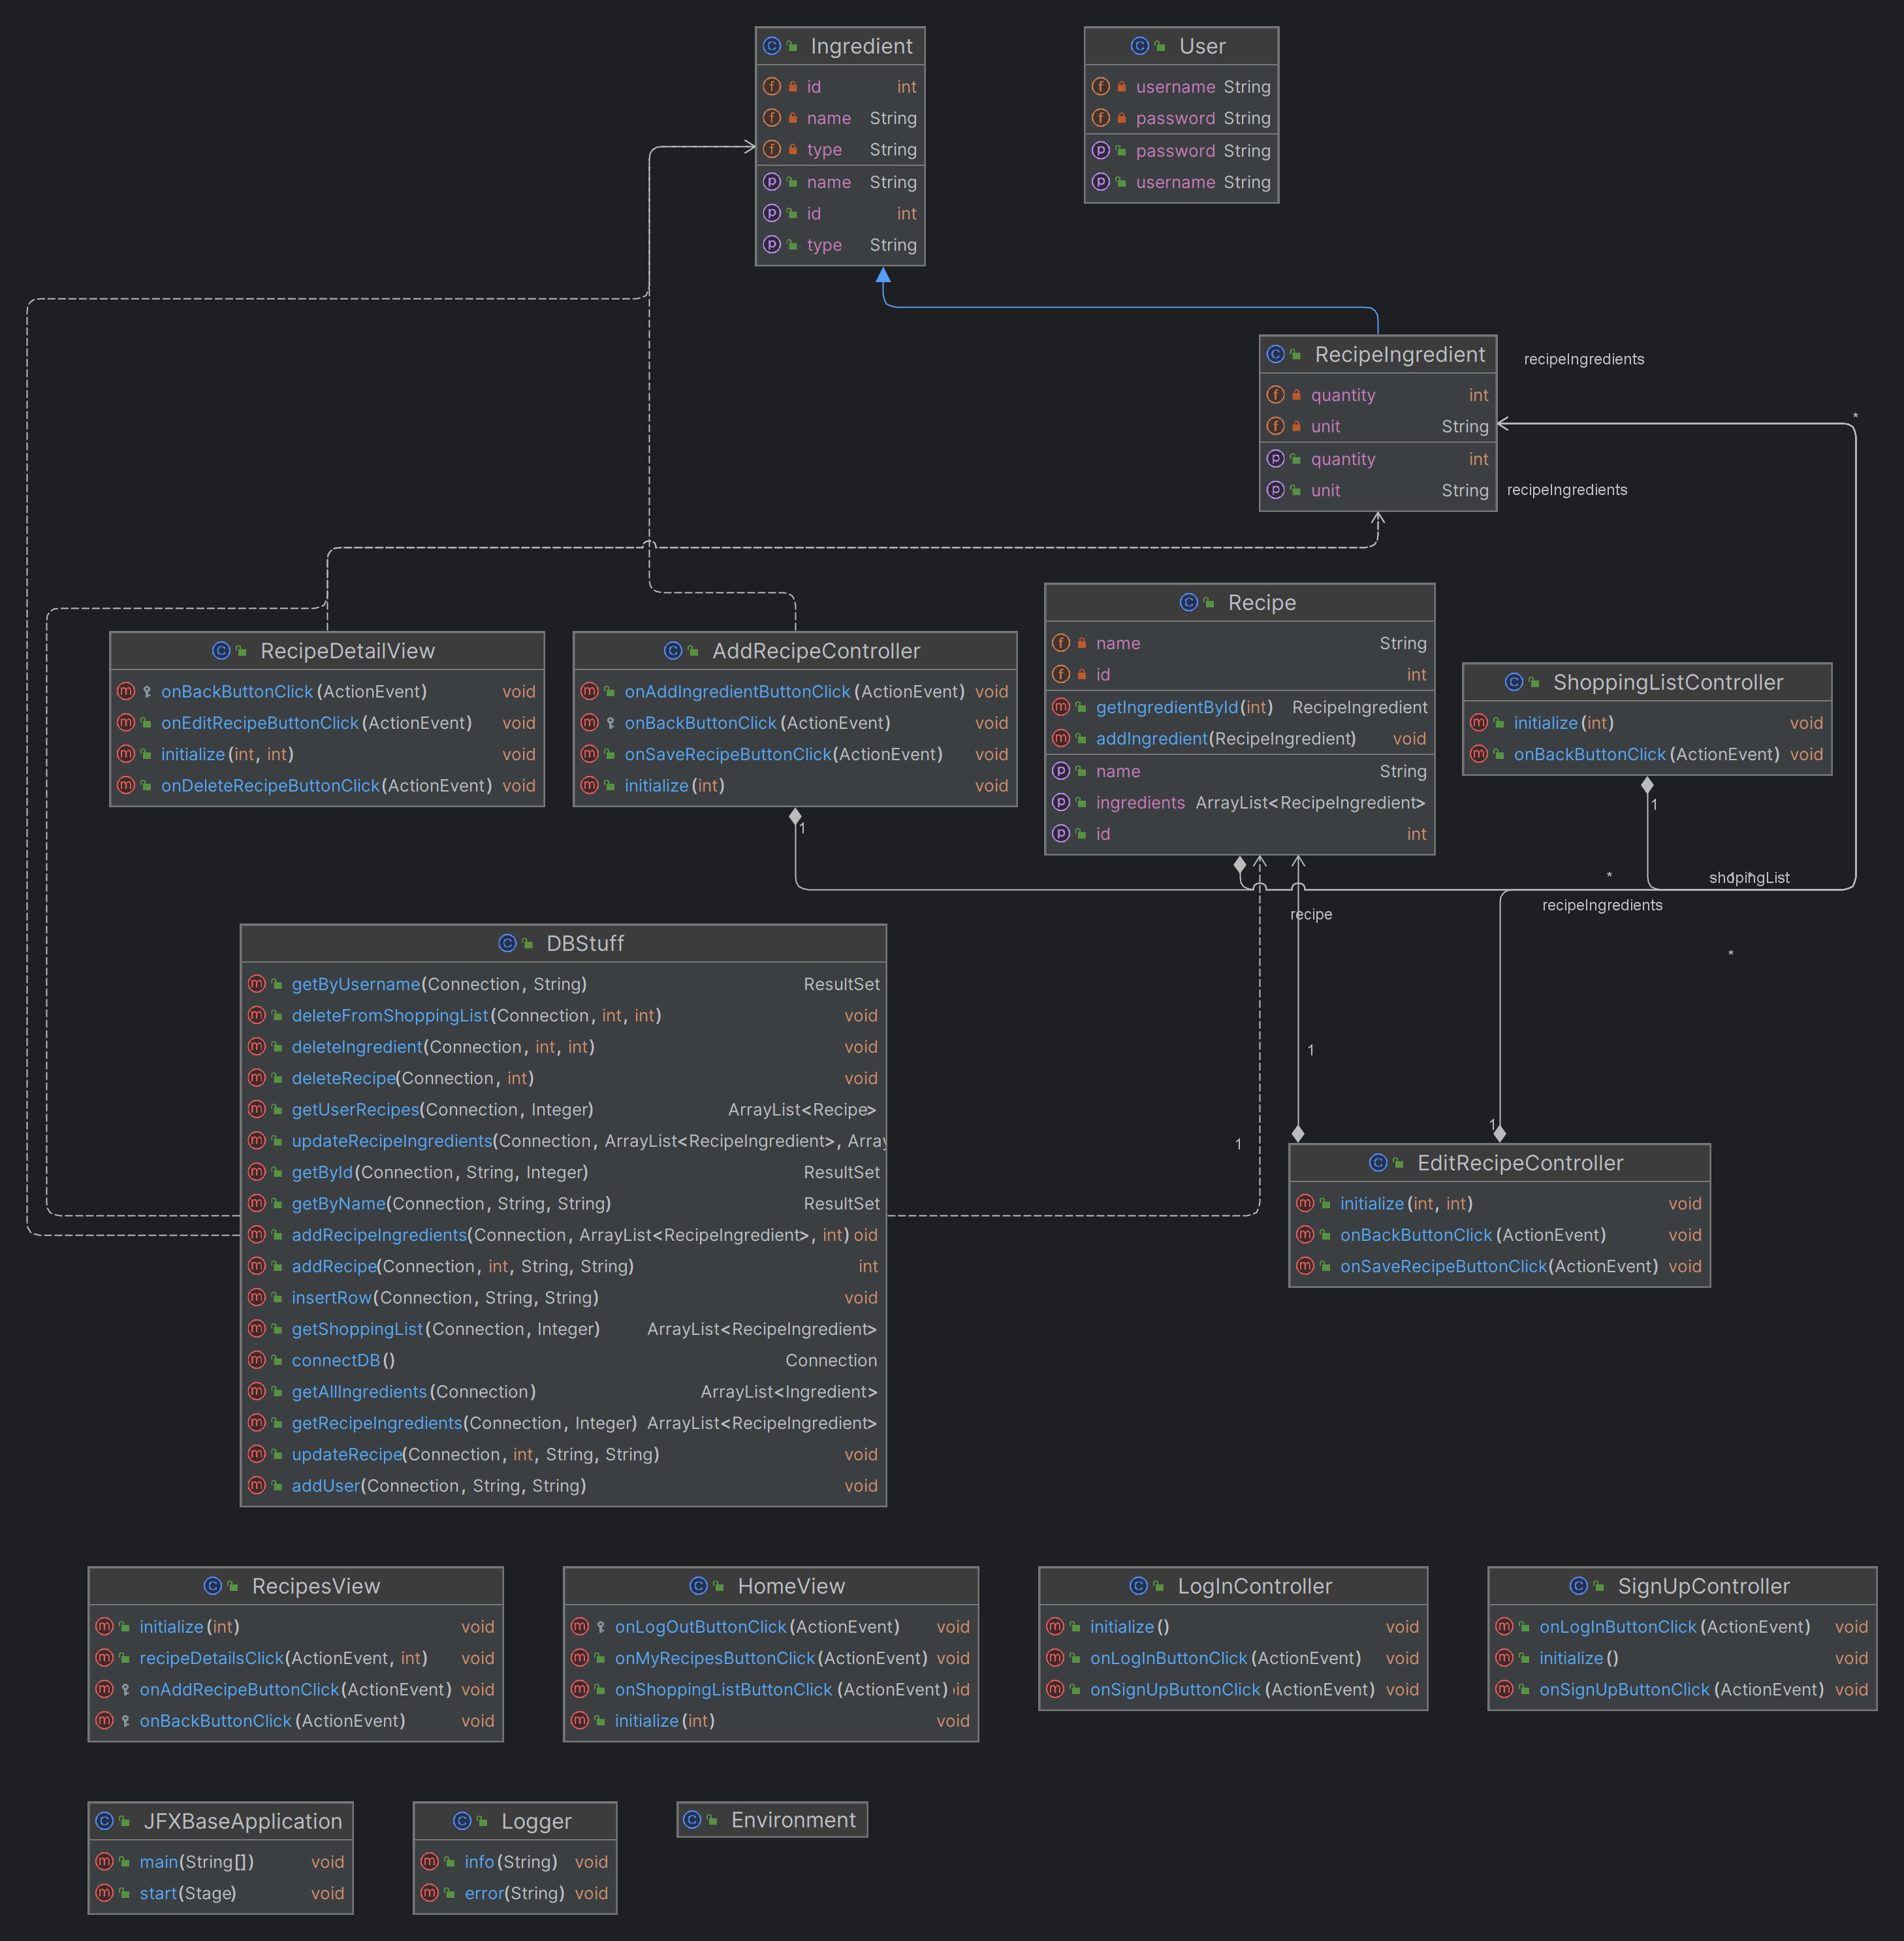 Ingredient
id int
name String
type String
name String
id int
type String
User
username String
password String
password String
username String
RecipeIngredient
quantity int
unit String
quantity int
unit String
recipeIngredients
*
recipeIngredients
RecipeDetailView
onBackButtonClick(ActionEvent) void
onEditRecipeButtonClick(ActionEvent) void
initialize(int, int) void
onDeleteRecipeButtonClick(ActionEvent) void
AddRecipeController
onAddIngredientButtonClick(ActionEvent) void
onBackButtonClick(ActionEvent) void
onSaveRecipeButtonClick(ActionEvent) void
initialize(int) void
1
Recipe
name String
id int
getIngredientById(int) RecipeIngredient
addIngredient(RecipeIngredient) void
name String
ingredients ArrayList<RecipeIngredient>
id int
ShoppingListController
initialize(int) void
onBackButtonClick(ActionEvent) void
1
*
shopingList
recipeIngredients
recipe
*
1
1
1
DBStuff
getByUsername(Connection, String) ResultSet
deleteFromShoppingList(Connection, int, int) void
deleteIngredient(Connection, int, int) void
deleteRecipe(Connection, int) void
getUserRecipes(Connection, Integer) ArrayList<Recipe>
updateRecipeIngredients(Connection, ArrayList<RecipeIngredient>, Array
getById(Connection, String, Integer) ResultSet
getByName(Connection, String, String) ResultSet
addRecipeIngredients(Connection, ArrayList<RecipeIngredient>, int) oid
addRecipe(Connection, int, String, String) int
insertRow(Connection, String, String) void
getShoppingList(Connection, Integer) ArrayList<RecipeIngredient>
connectDB() Connection
getAllIngredients(Connection) ArrayList<Ingredient>
getRecipeIngredients(Connection, Integer) ArrayList<RecipeIngredient>
updateRecipe(Connection, int, String, String) void
addUser(Connection, String, String) void
EditRecipeController
initialize(int, int) void
onBackButtonClick(ActionEvent) void
onSaveRecipeButtonClick(ActionEvent) void
RecipesView
initialize(int) void
recipeDetailsClick(ActionEvent, int) void
onAddRecipeButtonClick(ActionEvent) void
onBackButtonClick(ActionEvent) void
HomeView
onLogOutButtonClick(ActionEvent) void
onMyRecipesButtonClick(ActionEvent) void
onShoppingListButtonClick(ActionEvent) id
initialize(int) void
LogInController
initialize() void
onLogInButtonClick(ActionEvent) void
onSignUpButtonClick(ActionEvent) void
SignUpController
onLogInButtonClick(ActionEvent) void
initialize() void
onSignUpButtonClick(ActionEvent) void
JFXBaseApplication
main(String[]) void
start(Stage) void
Logger
info(String) void
error(String) void
Environment